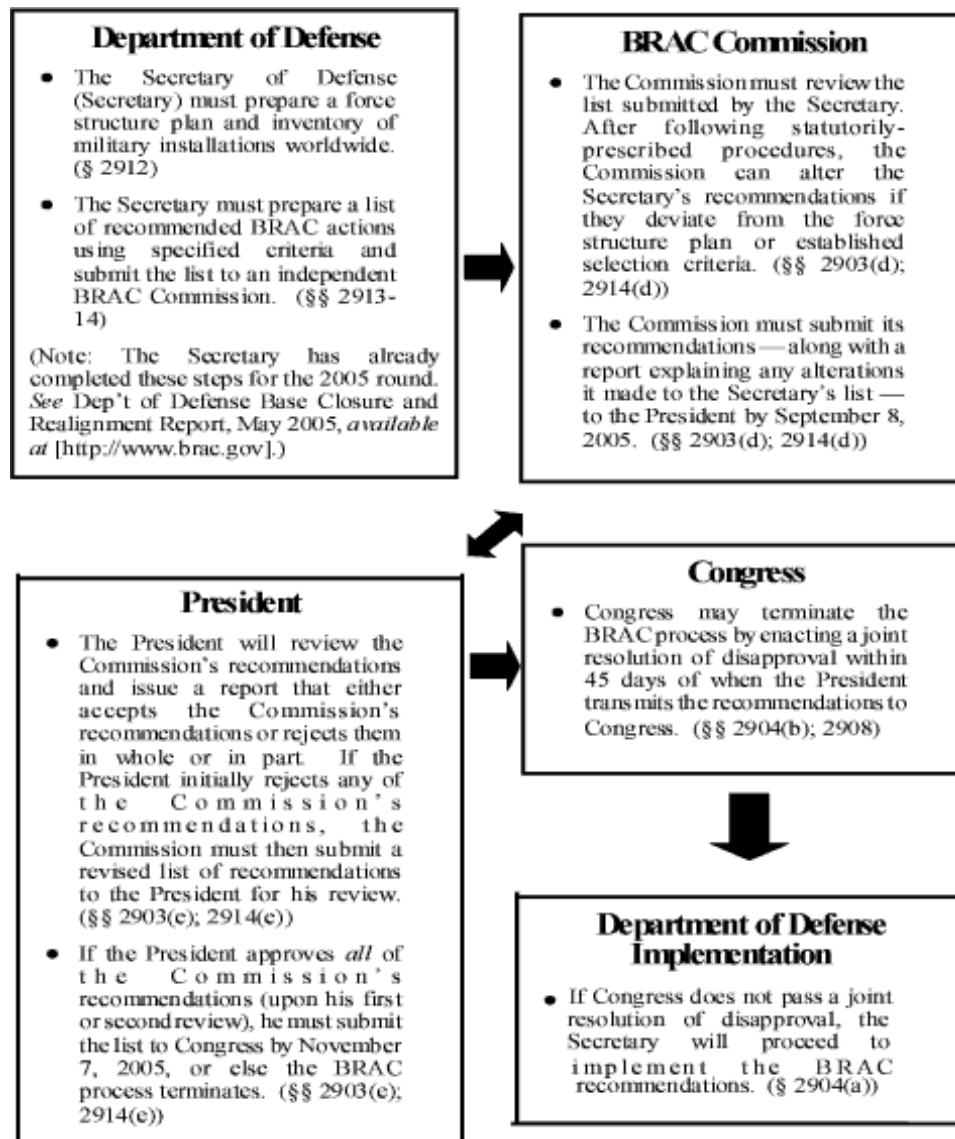 Department of Defense
• The Secretary of Defense
(Secretary) must prepare a force
structure plan and inventory of
military installations worldwide.
(§ 2912)
• The Secretary must prepare a list
of recommended BRAC actions
using specified criteria and
submit the list to an independent
BRAC Commission. (§§ 2913-
14)
(Note: The Secretary has already
completed these steps for the 2005 round.
See Dep't of Defense Base Closure and
Realignment Report, May 2005, available
at [http://www.brac.gov].)
BRAC Commission
• The Commission must review the
list submitted by the Secretary.
After following statutorily-
prescribed procedures, the
Commission can alter the
Secretary's recommendations if
they deviate from the force
structure plan or established
selection criteria. (§§ 2903(d);
2914(d))
• The Commission must submit its
recommendations — along with a
report explaining any alterations
it made to the Secretary's list —
to the President by September 8,
2005. (§§ 2903(d); 2914(d))
President
• The President will review the
Commission's recommendations
and issue a report that either
accepts the Commission's
recommendations or rejects them
in whole or in part. If the
President initially rejects any of
the Commission's
recommendations, the
Commission must then submit a
revised list of recommendations
to the President for his review.
(§§ 2903(e); 2914(e))
• If the President approves all of
the Commission's
recommendations (upon his first
or second review), he must submit
the list to Congress by November
7, 2005, or else the BRAC
process terminates. (§§ 2903(e);
2914(e))
Congress
• Congress may terminate the
BRAC process by enacting a joint
resolution of disapproval within
45 days of when the President
transmits the recommendations to
Congress. (§§ 2904(b); 2908)
Department of Defense
Implementation
• If Congress does not pass a joint
resolution of disapproval, the
Secretary will proceed to
implement the BRAC
recommendations. (§ 2904(a))